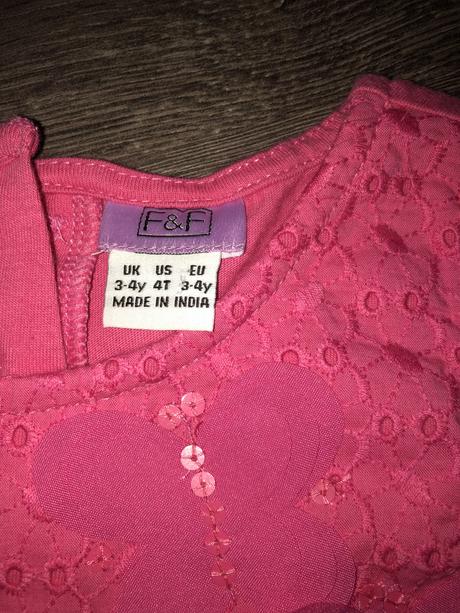 F&F
UK US EU
3-4y 4T 3-4y
MADE IN INDIA